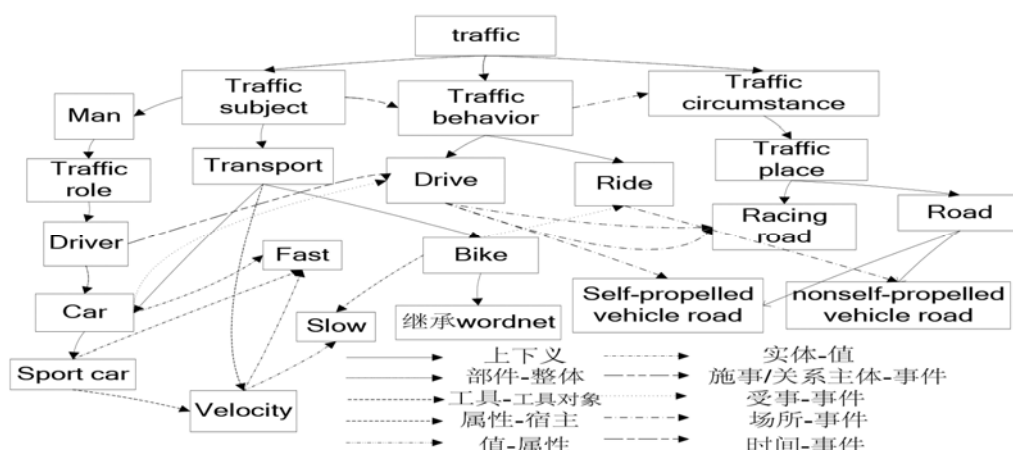 traffic
Traffic
subject
Traffic
behavior
Traffic
circumstance
Man
Traffic
role
Transport
Drive
Ride
Traffic
place
Racing
road
Road
Driver
Fast
Bike
Car
Slow
继承wordnet
Self-propelled
vehicle road
nonself-propelled
vehicle road
Sport car
Velocity
上下义
实体-值
部件-整体
施事/关系主体-事件
工具-工具对象
受事-事件
属性-宿主
场所-事件
值-属性
时间-事件